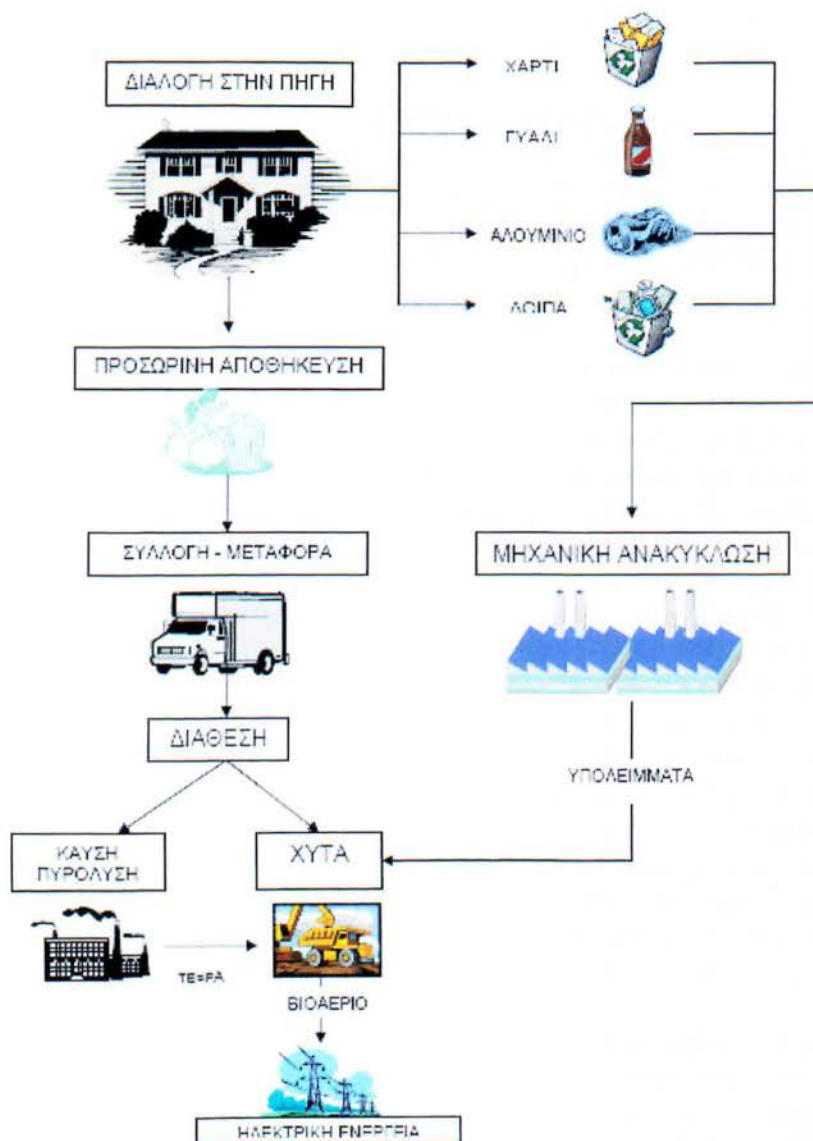 ΔΙΑΛΟΓΗ ΣΤΗΝ ΠΗΓΗ
ΧΑΡΤΙ
ΓΥΑΛΙ
ΑΛΟΥΜΙΝΙΟ
ΛΟΙΠΑ
ΠΡΟΣΩΡΙΝΗ ΑΠΟΘΗΚΕΥΣΗ
ΣΥΛΛΟΓΗ - ΜΕΤΑΦΟΡΑ
ΜΗΧΑΝΙΚΗ ΑΝΑΚΥΚΛΩΣΗ
ΔΙΑΘΕΣΗ
ΥΠΟΛΕΙΜΜΑΤΑ
ΚΑΥΣΗ
ΠΥΡΟΛΥΣΗ
ΧΥΤΑ
ΤΕΦΡΑ
ΒΙΟΑΕΡΙΟ
ΗΛΕΚΤΡΙΚΗ ΕΝΕΡΓΕΙΑ